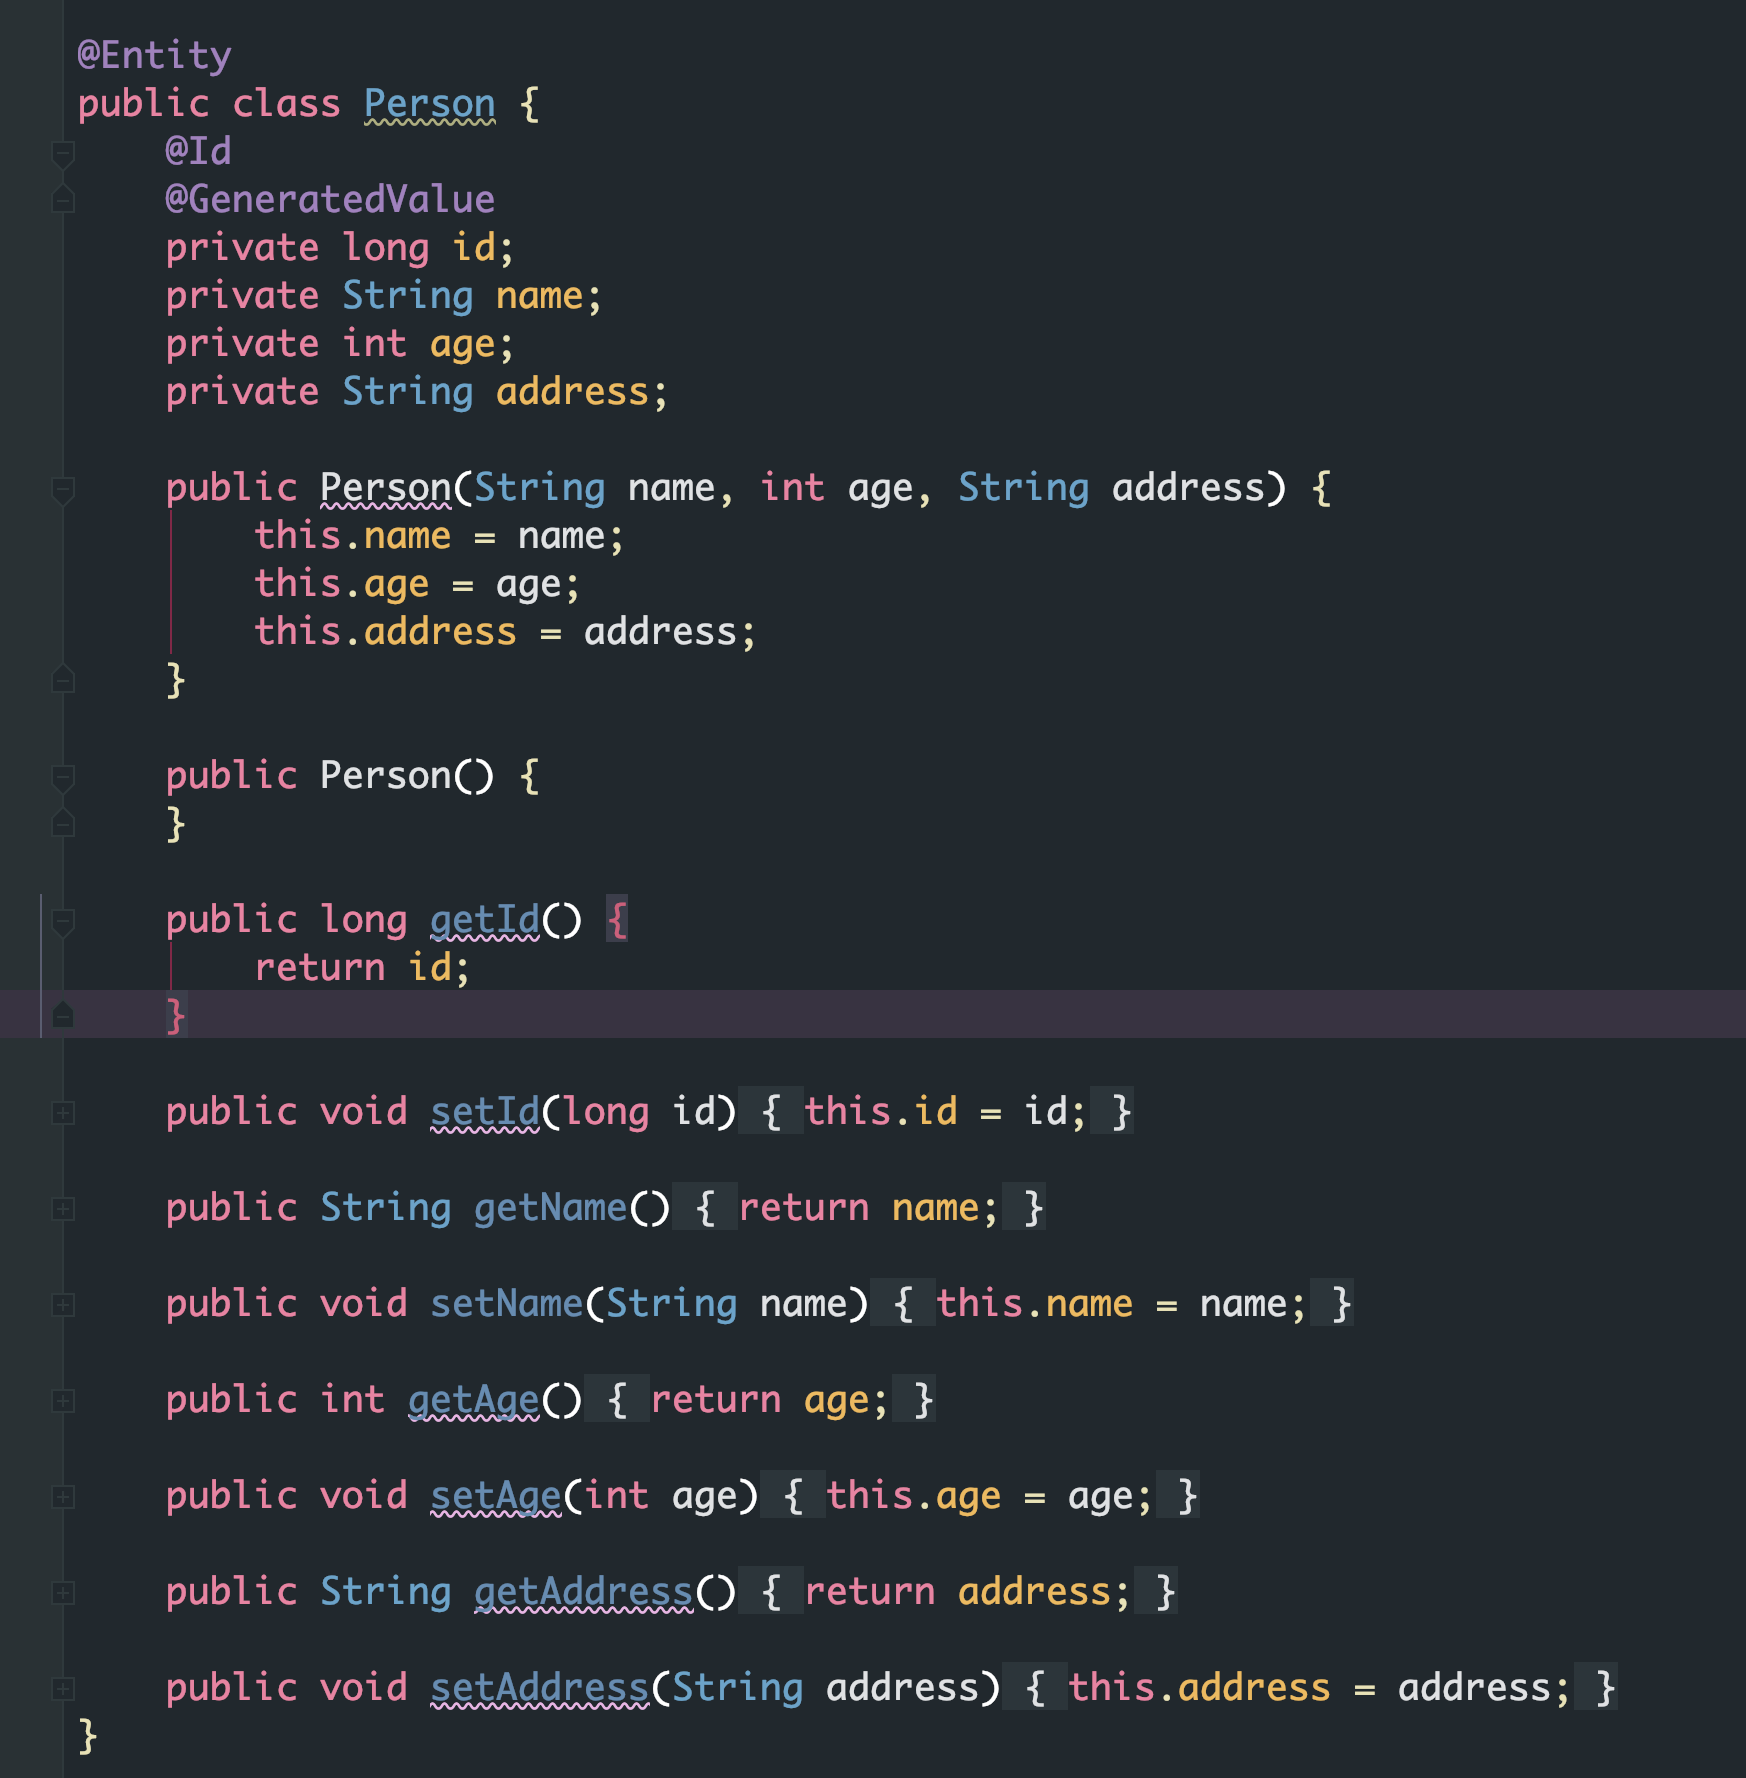 @Entity
public class Person {
    @Id
    @GeneratedValue
    private long id;
    private String name;
    private int age;
    private String address;

    public Person(String name, int age, String address) {
        this.name = name;
        this.age = age;
        this.address = address;
    }

    public Person() {
    }

    public long getId() {
        return id;
    }

    public void setId(long id) { this.id = id; }

    public String getName() { return name; }

    public void setName(String name) { this.name = name; }

    public int getAge() { return age; }

    public void setAge(int age) { this.age = age; }

    public String getAddress() { return address; }

    public void setAddress(String address) { this.address = address; }
}